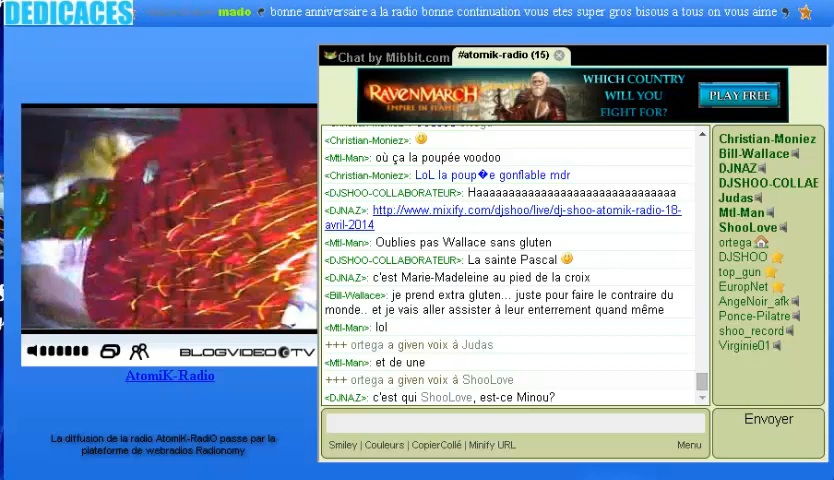 DEDICACES
mado bonne anniversaire a la radio bonne continuation vous etes super gros bisous a tous on vous aime
Chat by Mibbit.com
#atomik-radio (15)
RAVENMARCH
EMPIRE IN FLAMES
WHICH COUNTRY
WILL YOU
FIGHT FOR?
PLAY FREE
<Christian-Moniez>:
<Mtl-Man>: où ça la poupée voodoo
<Christian-Moniez>: LoL la poup�e gonflable mdr
<DJSHOO-COLLABORATEUR>: Haaaaaaaaaaaaaaaaaaaaaaaaaaaaaaa
<DJNAZ>: http://www.mixify.com/djshoo/live/dj-shoo-atomik-radio-18-
avril-2014
<Mtl-Man>: Oublies pas Wallace sans gluten
<DJSHOO-COLLABORATEUR>: La sainte Pascal
<DJNAZ>: c'est Marie-Madeleine au pied de la croix
<Bill-Wallace>: je prend extra gluten... juste pour faire le contraire du
monde.. et je vais aller assister à leur enterrement quand même
<Mtl-Man>: lol
+++ ortega a given voix à Judas
<Mtl-Man>: et de une
+++ ortega a given voix à ShooLove
<DJNAZ>: c'est qui ShooLove, est-ce Minou?
Smiley | Couleurs | CopierCollé | Minify URL
Menu
Christian-Moniez
Bill-Wallace
DJNAZ
DJSHOO-COLLAE
Judas
Mtl-Man
ShooLove
ortega
DJSHOO
top_gun
EuropNet
AngeNoir_afk
Ponce-Pilatre
shoo_record
Virginie01
Envoyer
BLOGVIDEO TV
AtomiK-Radio
La diffusion de la radio AtomiK-RadiO passe par la
plateforme de webradios Radionomy